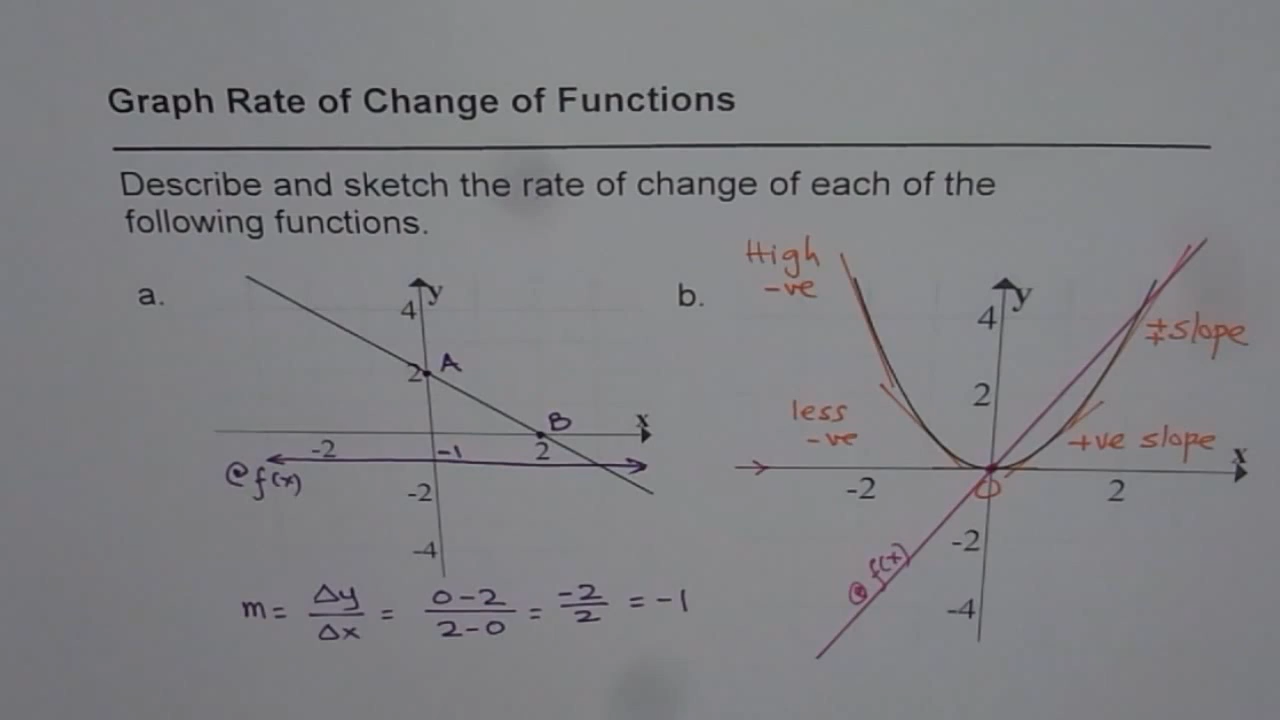 Graph Rate of Change of Functions
Describe and sketch the rate of change of each of the
following functions.
a.
y
4
2 A
B
x
-2 -1 2
@f(x)
-2
-4
m = Δy/Δx = 0-2/2-0 = -2/2 = -1
b.
High
-ve
y
4
+slope
2
less
-ve
+ve slope
x
-2 0 2
-2
@f(x)
-4